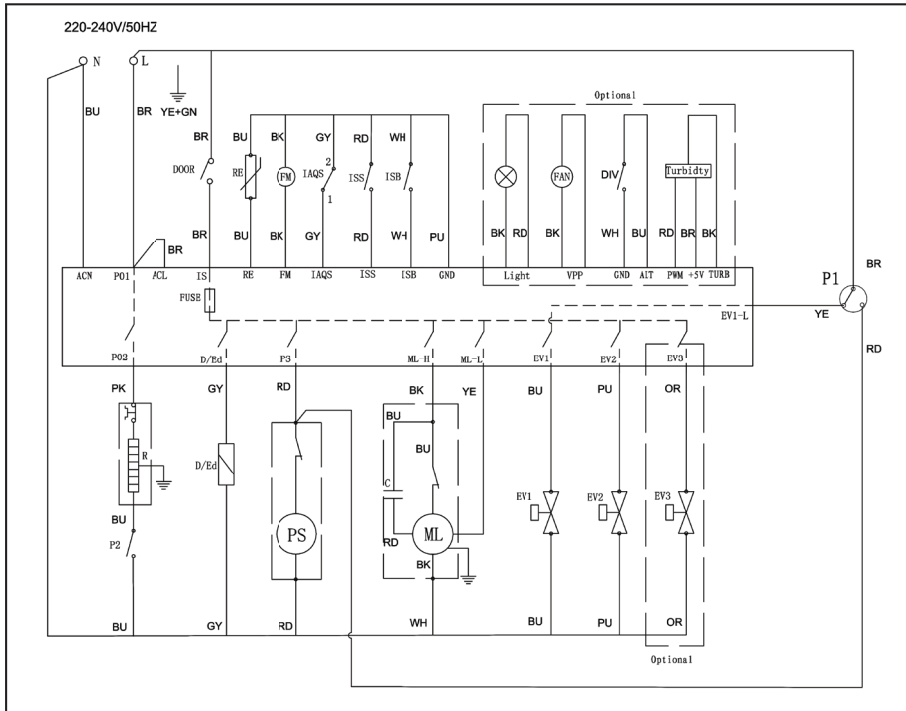 220-240V/50HZ
N L
Optional
BU BR YE+GN
BR BU BK GY RD WH
2
DOOR RE FM IAQS ISS ISB FAN DIV Turbidty
1
BK RD BK WH BU RD BR BK
BR BR BU BK GY RD WH PU
ACN P01 ACL IS RE FM IAQS ISS ISB GND Light VPP GND AIT PWM +5V TURB
P1
BR
FUSE
EV1-L YE
RD
P02 D/Ed P3 ML-H ML-L EV1 EV2 EV3
PK GY RD BK YE BU PU OR
BU
BU
R
D/Ed
C
EV1 EV2 EV3
BU
P2
PS
RD
ML
BK
BU GY RD WH BU PU OR
Optional